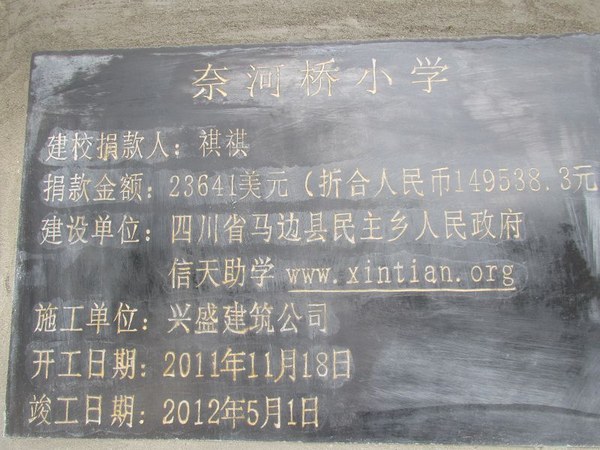 奈河桥小学
建校捐款人：祺祺
捐款金额：23641美元（折合人民币149538.3元
建设单位：四川省马边县民主乡人民政府
信天助学 www.xintian.org
施工单位：兴盛建筑公司
开工日期：2011年11月18日
竣工日期：2012年5月1日